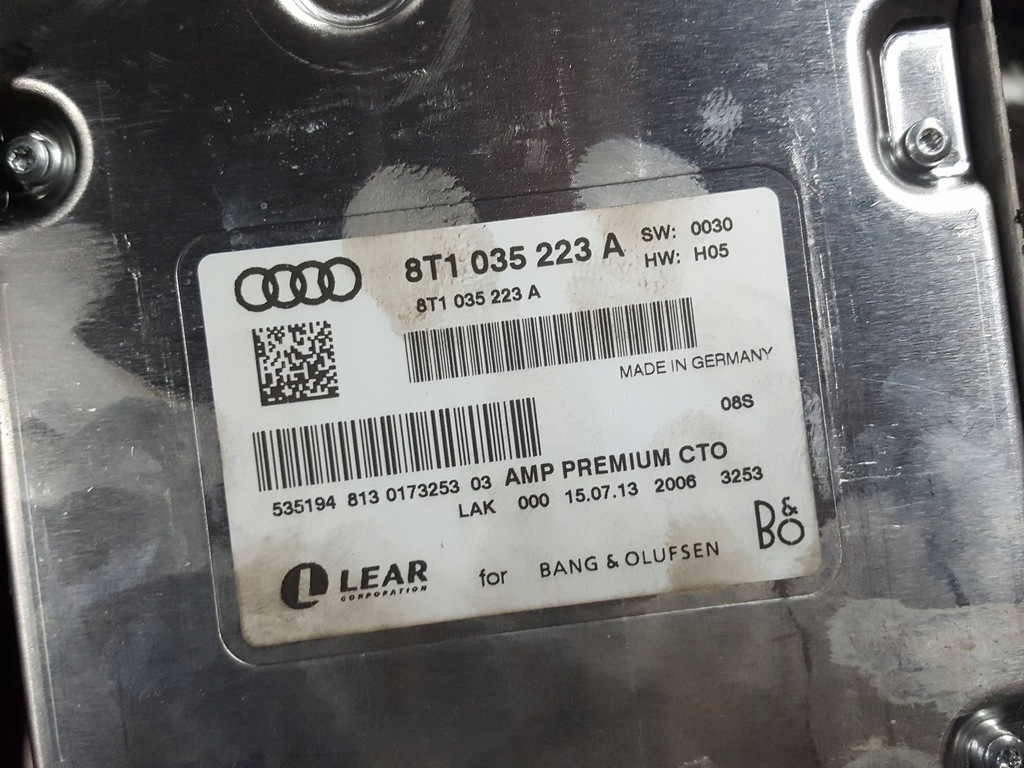 8T1 035 223 A SW: 0030
HW: H05
8T1 035 223 A
MADE IN GERMANY
08S
535194 813 0173253 03 AMP PREMIUM CTO
LAK 000 15.07.13 2006 3253
LEAR CORPORATION for BANG & OLUFSEN B&O